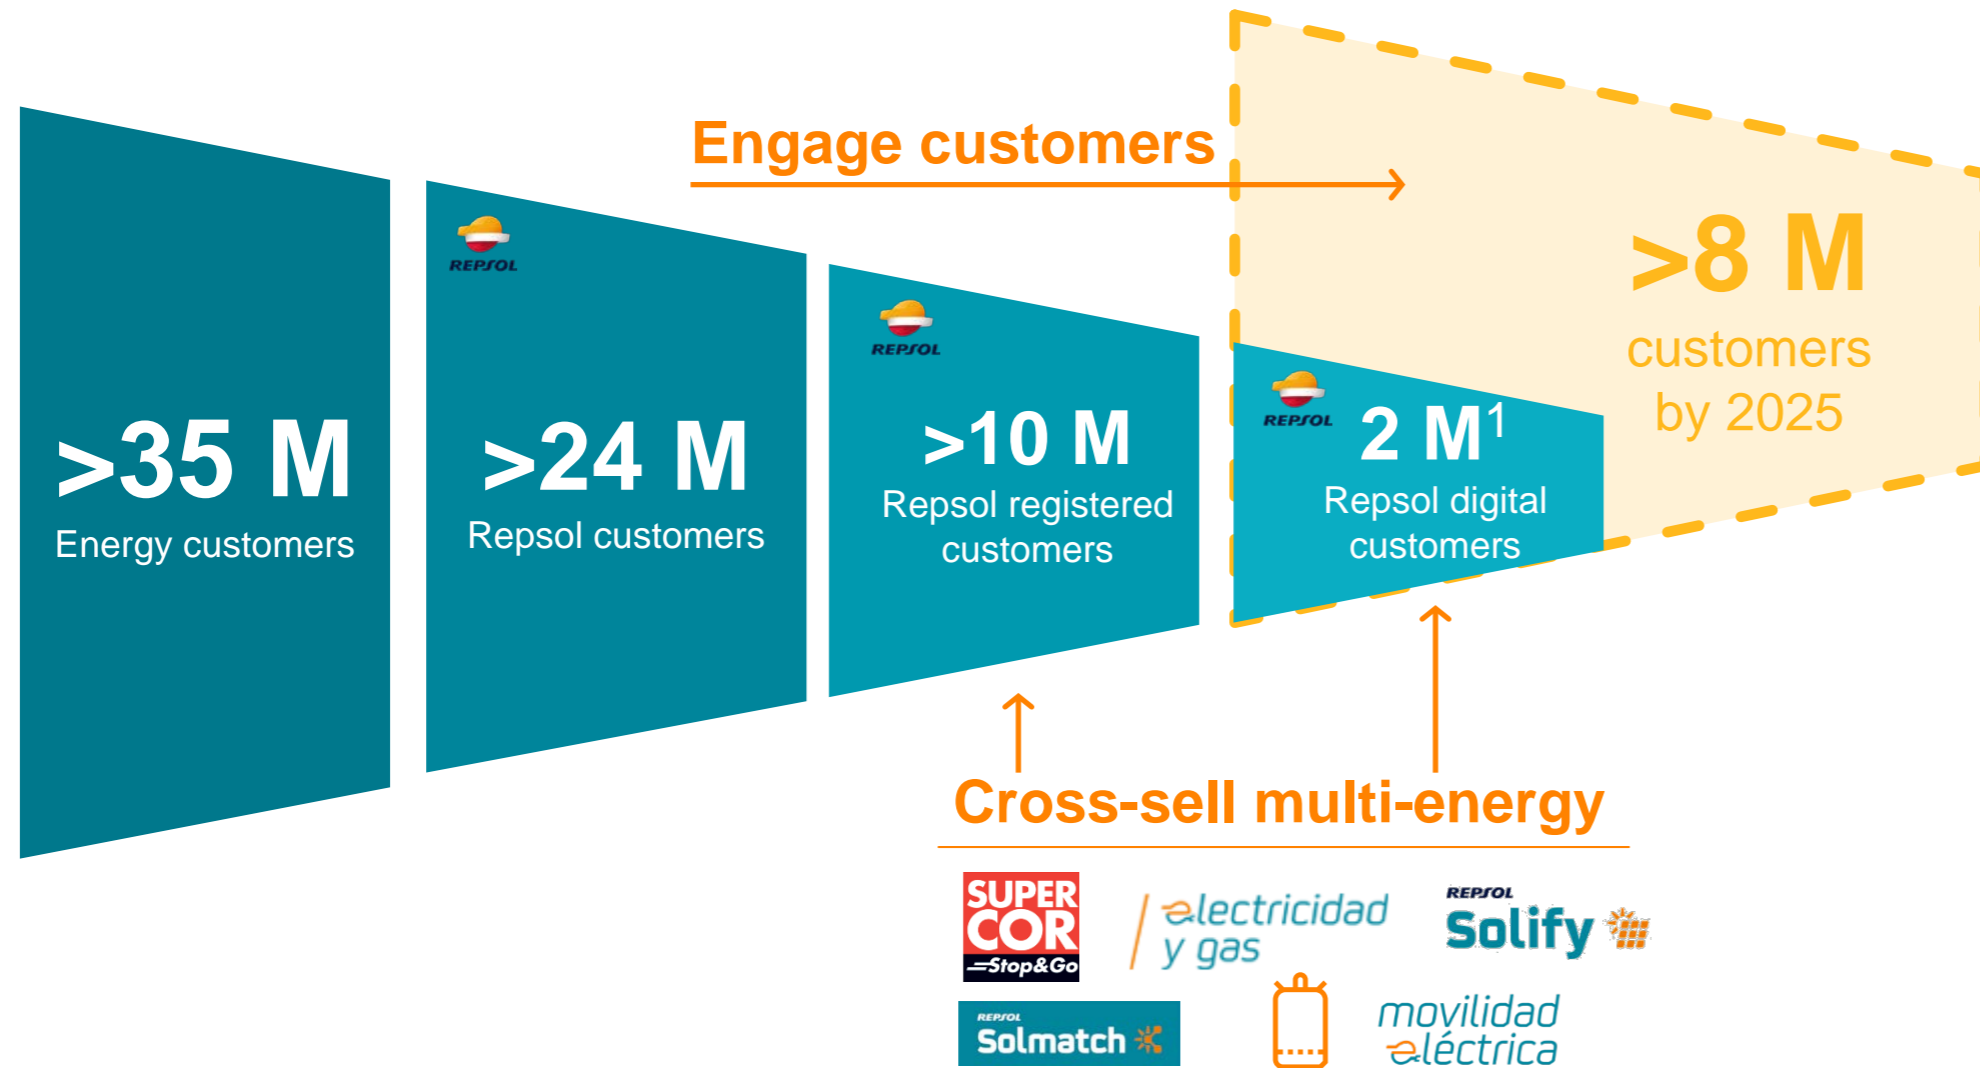 Engage customers
>8 M
customers
by 2025
REPSOL
REPSOL
REPSOL
>35 M
Energy customers
>24 M
Repsol customers
>10 M
Repsol registered
customers
2 M1
Repsol digital
customers
Cross-sell multi-energy
SUPER
COR
Stop&Go
electricidad
y gas
REPSOL
Solify
REPSOL
Solmatch
movilidad
eléctrica